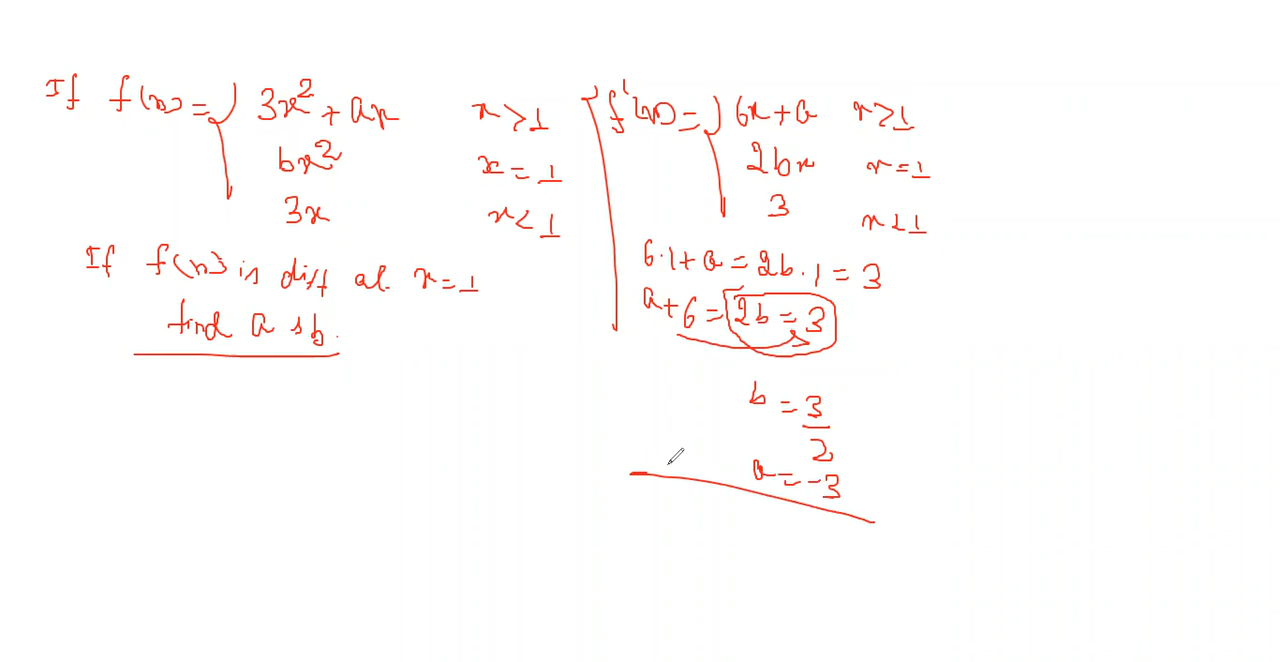 If f(x) = { 3x² + ax x > 1
bx² x = 1
3x x < 1
If f(x) is diff at x = 1
find a & b.
f'(x) = { 6x + a x > 1
2bx x = 1
3 x < 1
6·1 + a = 2b·1 = 3
a + 6 = 2b = 3
b = 3/2
a = -3